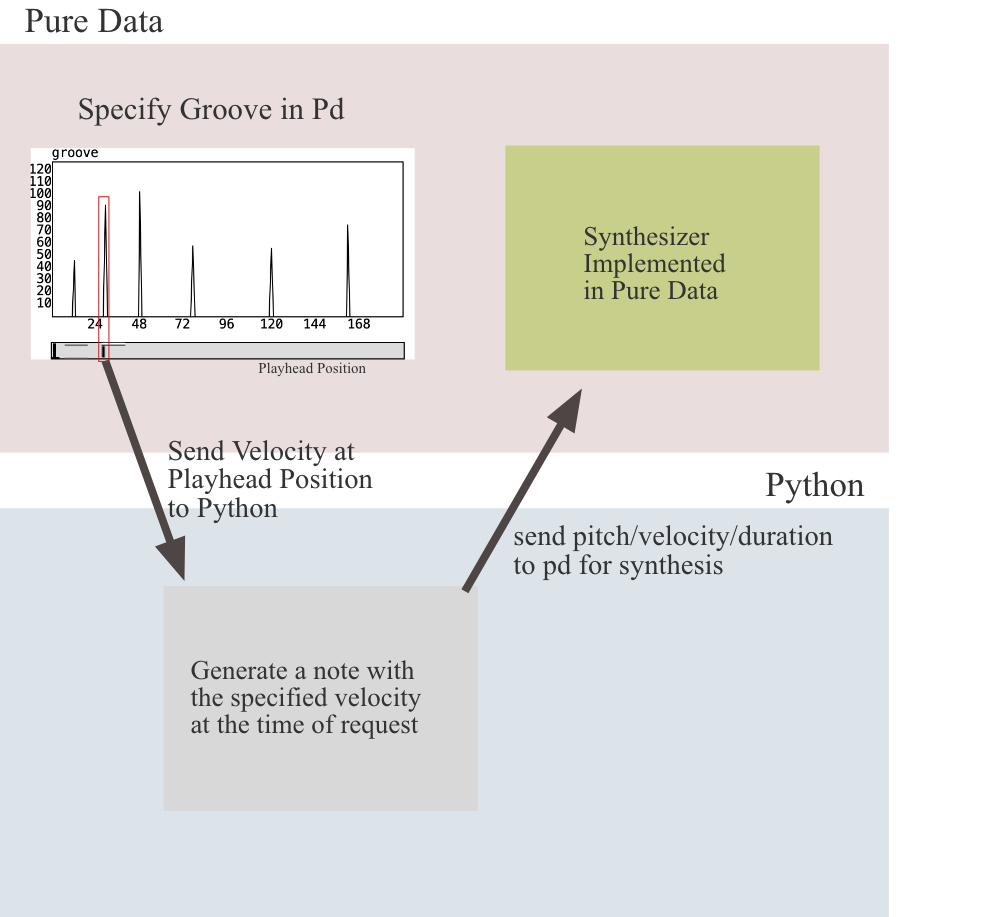 Pure Data
Specify Groove in Pd
groove
120
110
100
90
80
70
60
50
40
30
20
10
24 48 72 96 120 144 168
Playhead Position
Synthesizer
Implemented
in Pure Data
Send Velocity at
Playhead Position
to Python
Python
send pitch/velocity/duration
to pd for synthesis
Generate a note with
the specified velocity
at the time of request